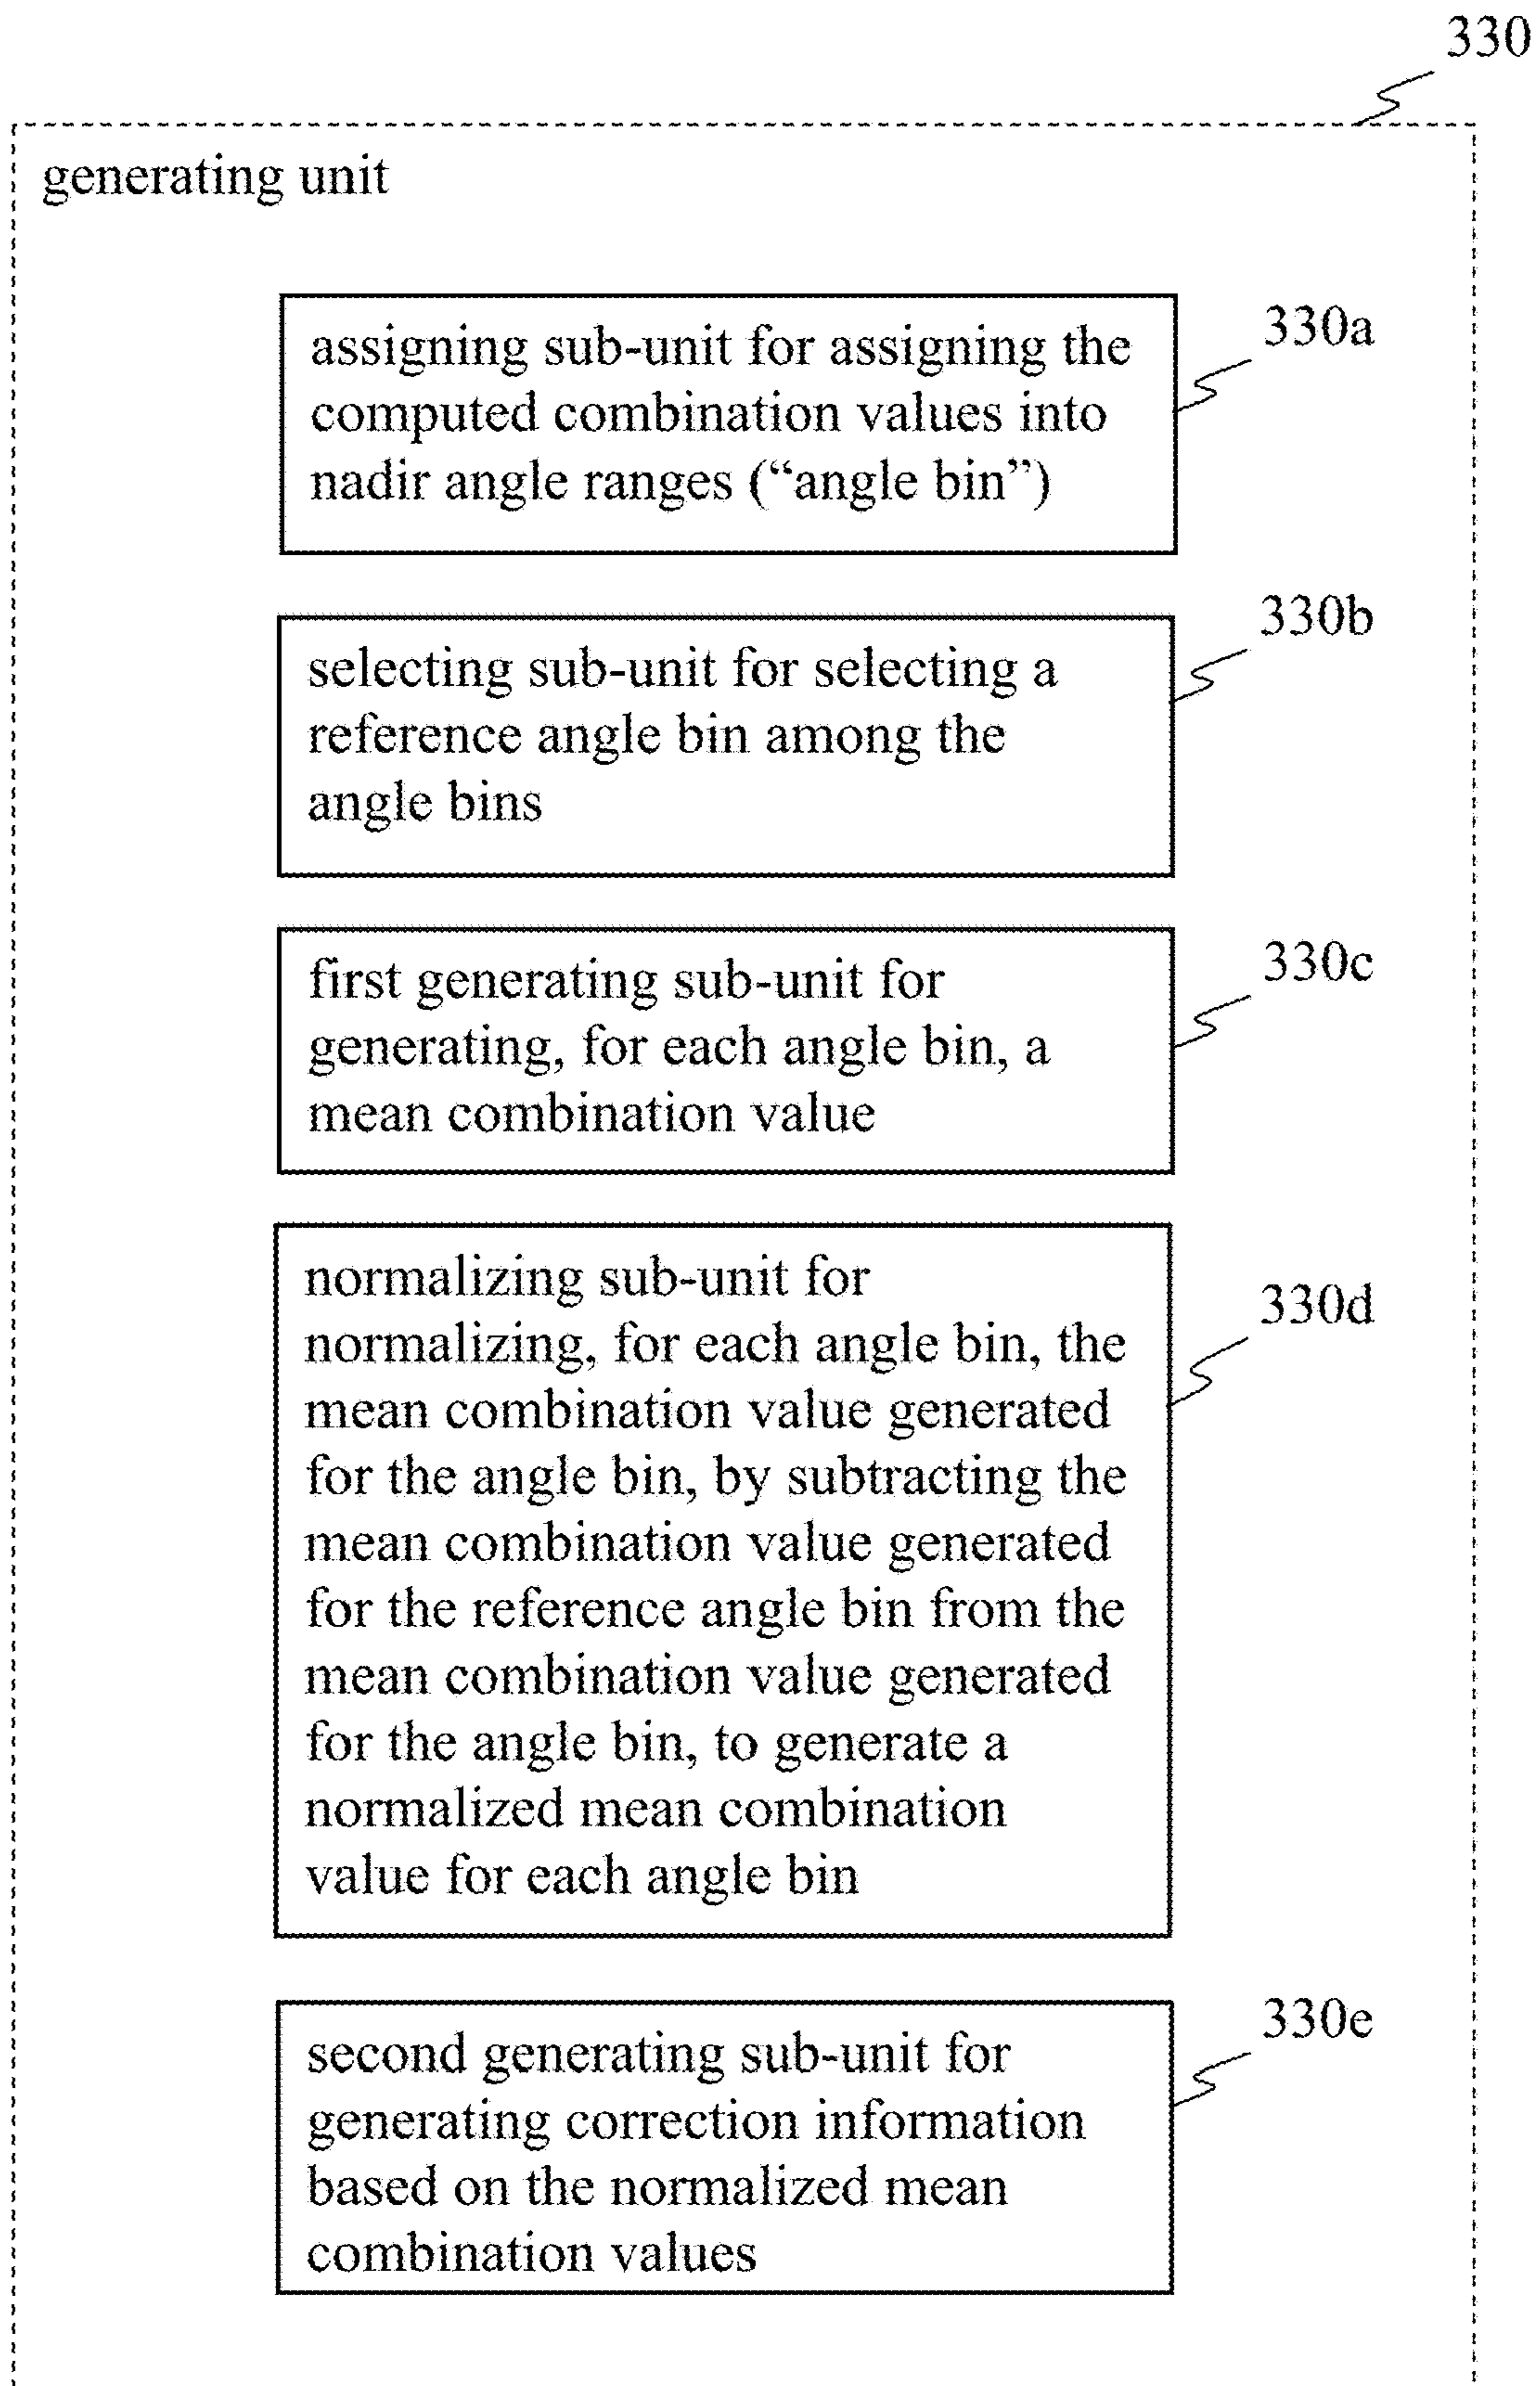 330
generating unit
330a
assigning sub-unit for assigning the
computed combination values into
nadir angle ranges (“angle bin”)
330b
selecting sub-unit for selecting a
reference angle bin among the
angle bins
330c
first generating sub-unit for
generating, for each angle bin, a
mean combination value
330d
normalizing sub-unit for
normalizing, for each angle bin, the
mean combination value generated
for the angle bin, by subtracting the
mean combination value generated
for the reference angle bin from the
mean combination value generated
for the angle bin, to generate a
normalized mean combination
value for each angle bin
330e
second generating sub-unit for
generating correction information
based on the normalized mean
combination values